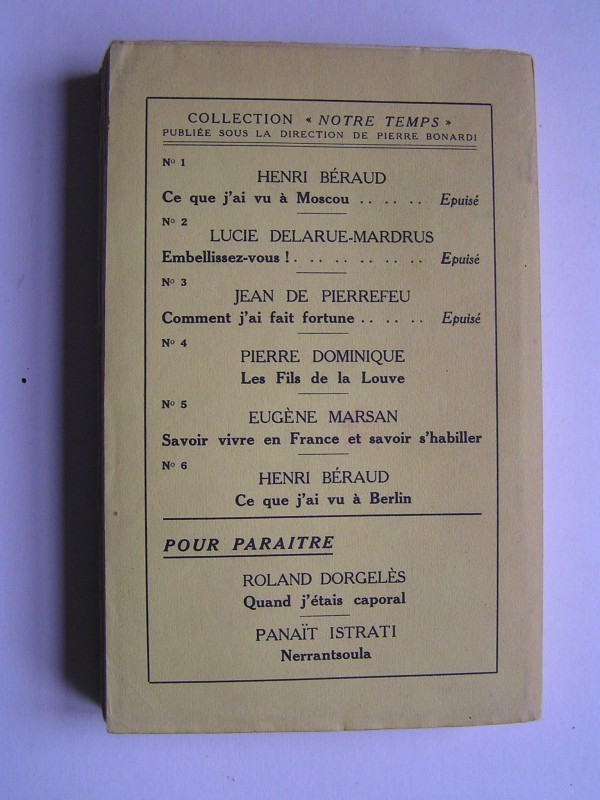 COLLECTION « NOTRE TEMPS »
PUBLIÉE SOUS LA DIRECTION DE PIERRE BONARDI
No 1
HENRI BÉRAUD
Ce que j'ai vu à Moscou .. .. .. Epuisé
No 2
LUCIE DELARUE-MARDRUS
Embellissez-vous ! . .. .. .. .. .. Epuisé
No 3
JEAN DE PIERREFEU
Comment j'ai fait fortune .. .. .. Epuisé
No 4
PIERRE DOMINIQUE
Les Fils de la Louve
No 5
EUGÈNE MARSAN
Savoir vivre en France et savoir s'habiller
No 6
HENRI BÉRAUD
Ce que j'ai vu à Berlin
POUR PARAITRE
ROLAND DORGELÈS
Quand j'étais caporal
PANAÏT ISTRATI
Nerrantsoula